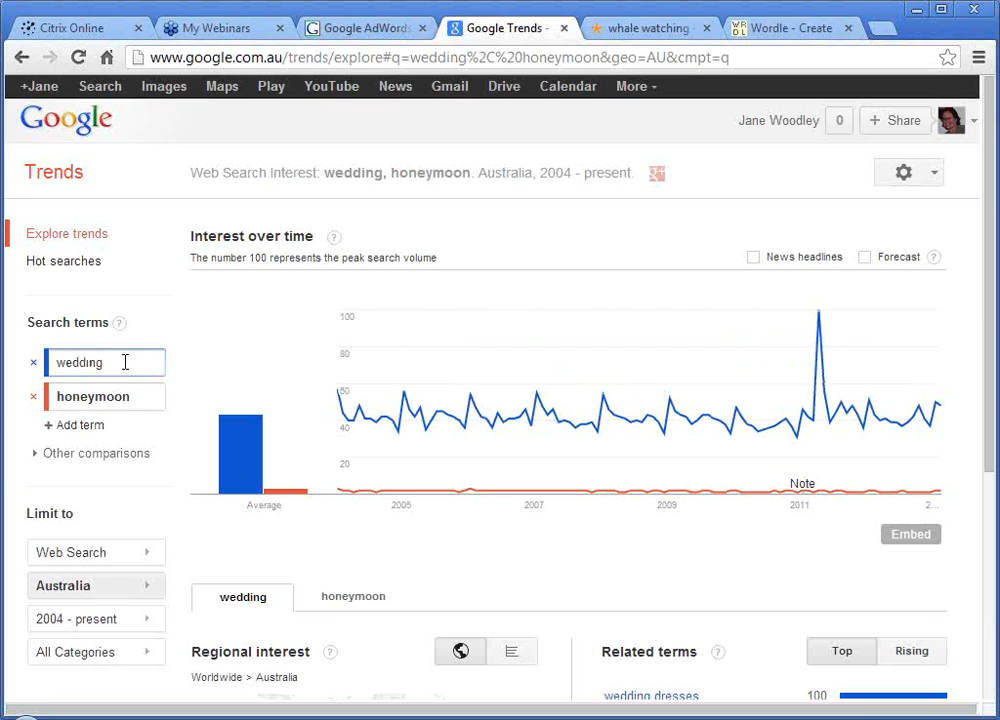 Citrix Online
My Webinars
Google AdWords
Google Trends -
whale watching
Wordle - Create
www.google.com.au/trends/explore#q=wedding%2C%20honeymoon&geo=AU&cmpt=q
+Jane Search Images Maps Play YouTube News Gmail Drive Calendar More
Google
Jane Woodley 0 + Share
Trends
Web Search Interest: wedding, honeymoon. Australia, 2004 - present.
Explore trends
Hot searches
Interest over time ?
The number 100 represents the peak search volume
News headlines Forecast ?
Search terms ?
wedding
honeymoon
+ Add term
Other comparisons
100
80
60
40
20
Note
Average 2005 2007 2009 2011 2...
Embed
Limit to
Web Search
Australia
2004 - present
All Categories
wedding honeymoon
Regional interest ?
Worldwide > Australia
Related terms ? Top Rising
wedding dresses 100